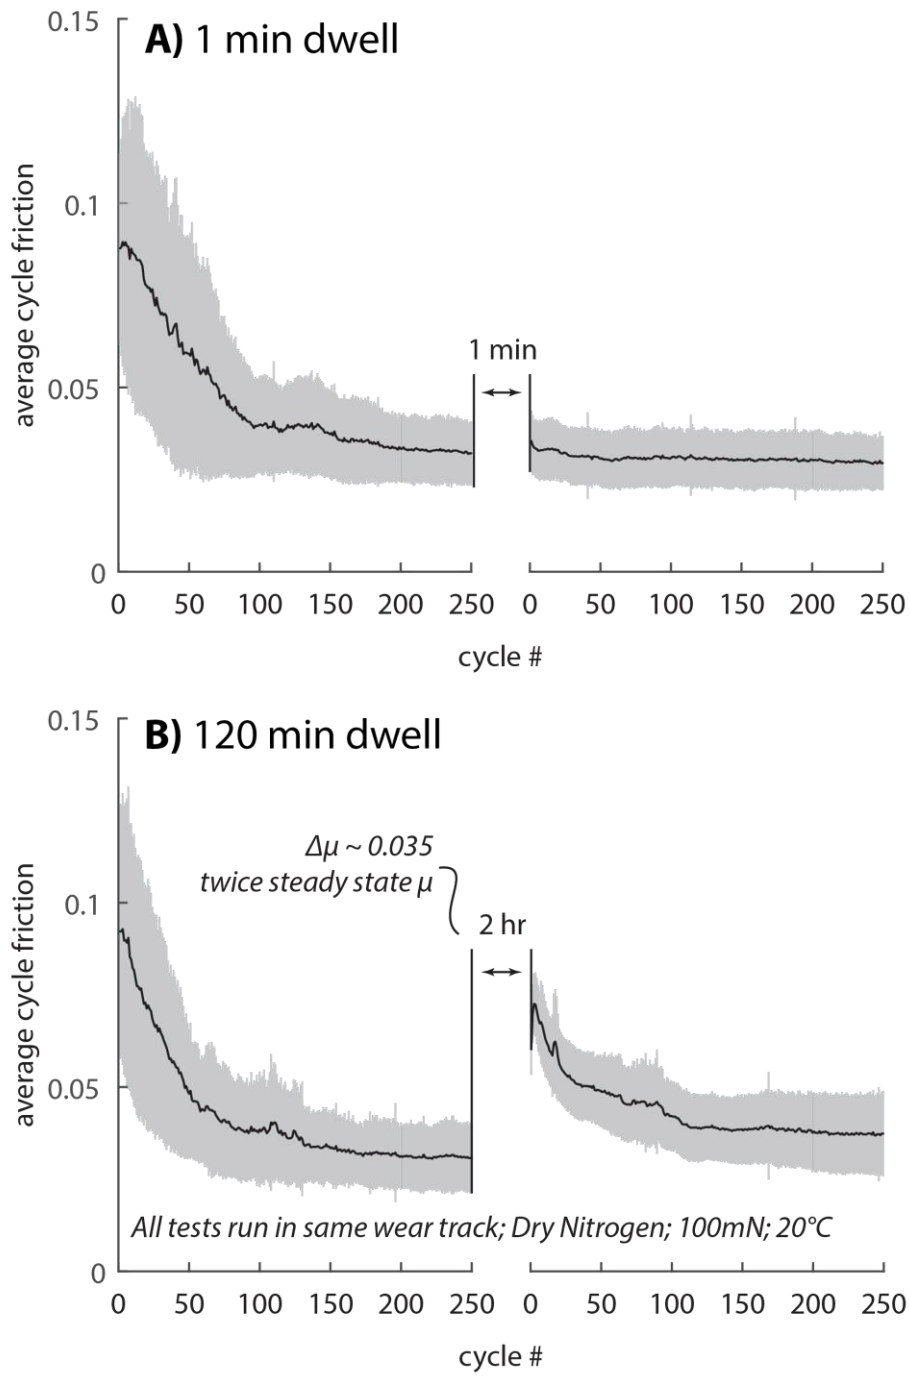 A) 1 min dwell
0.15
0.1
0.05
0
average cycle friction
1 min
0 50 100 150 200 250 0 50 100 150 200 250
cycle #
B) 120 min dwell
0.15
0.1
0.05
0
average cycle friction
Δμ ~ 0.035
twice steady state μ
2 hr
All tests run in same wear track; Dry Nitrogen; 100mN; 20°C
0 50 100 150 200 250 0 50 100 150 200 250
cycle #